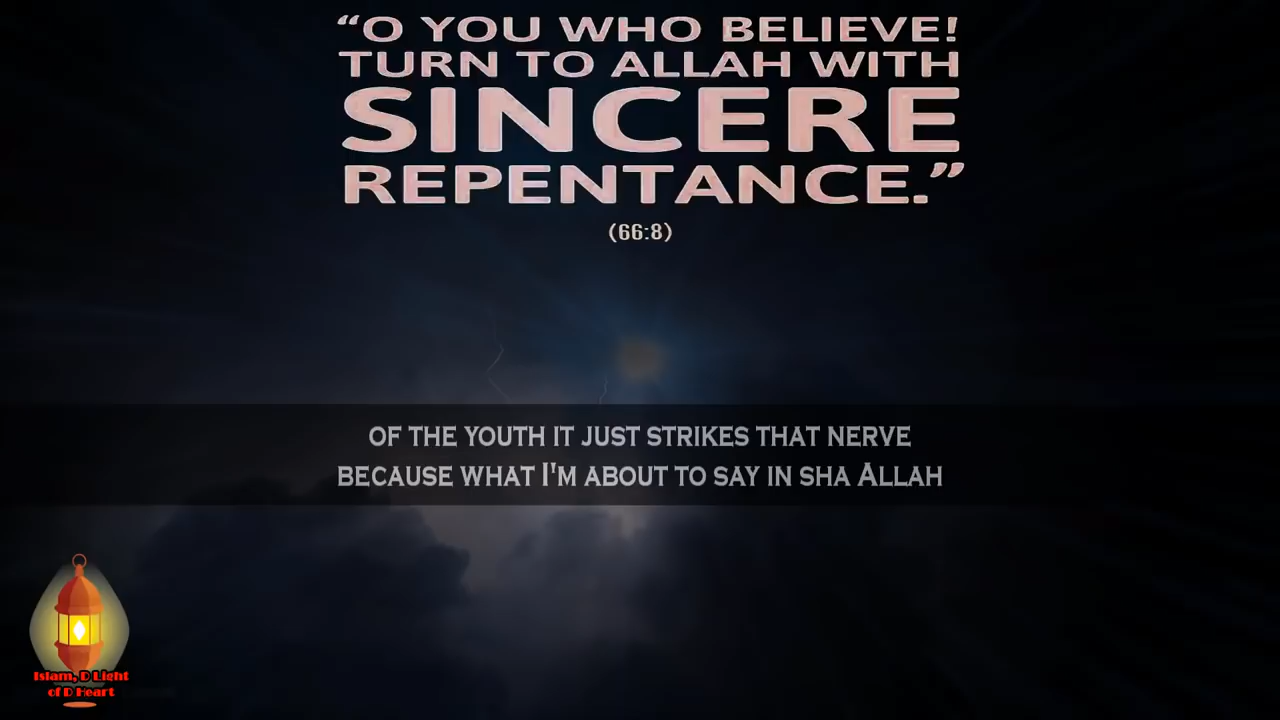 “O YOU WHO BELIEVE!
TURN TO ALLAH WITH
SINCERE
REPENTANCE.”
(66:8)
OF THE YOUTH IT JUST STRIKES THAT NERVE
BECAUSE WHAT I'M ABOUT TO SAY IN SHA ALLAH
Islam, D Light
of D Heart